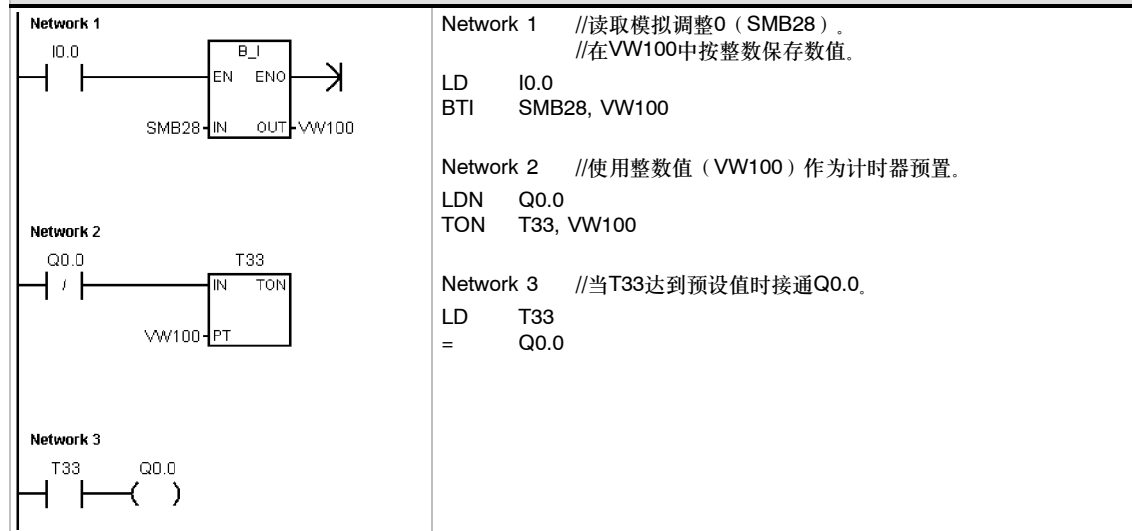 Network 1
I0.0
B_I
EN ENO
SMB28 IN OUT VW100
Network 2
Q0.0 T33
/
IN TON
VW100 PT
Network 3
T33 Q0.0
( )
Network 1 //读取模拟调整0（SMB28）。
//在VW100中按整数保存数值。
LD I0.0
BTI SMB28, VW100
Network 2 //使用整数值（VW100）作为计时器预置。
LDN Q0.0
TON T33, VW100
Network 3 //当T33达到预设值时接通Q0.0。
LD T33
= Q0.0